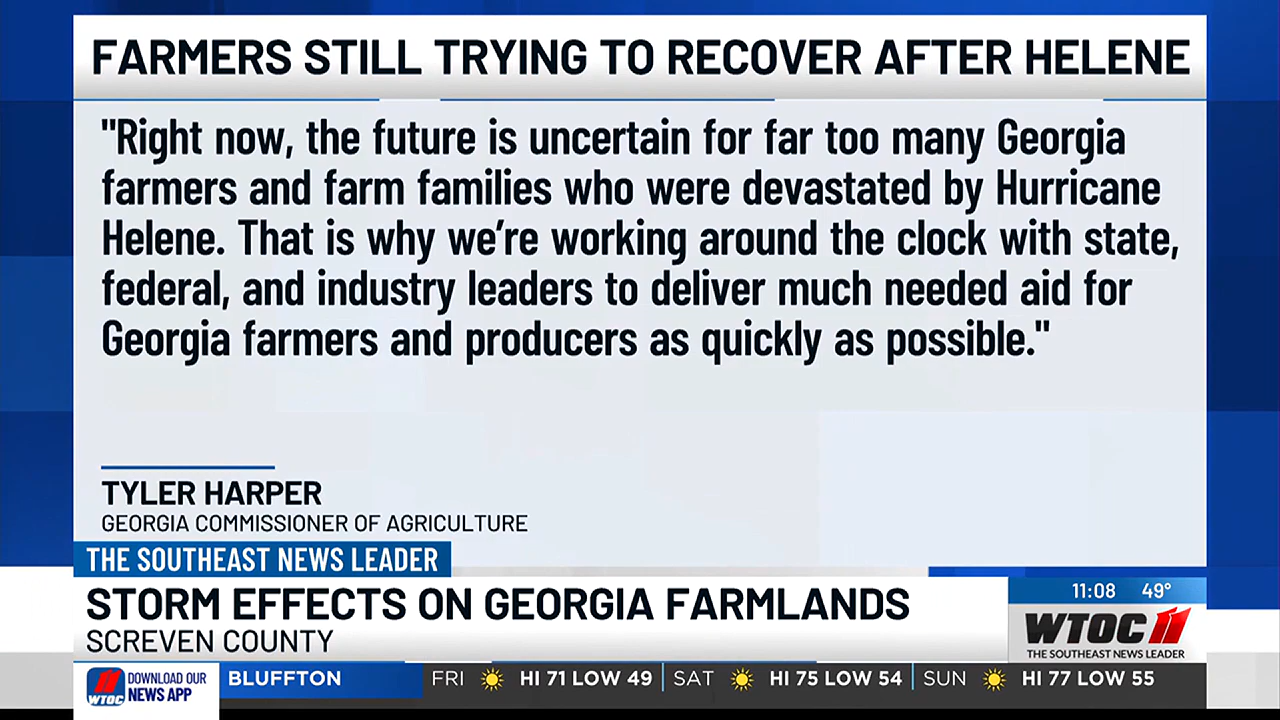 FARMERS STILL TRYING TO RECOVER AFTER HELENE
"Right now, the future is uncertain for far too many Georgia
farmers and farm families who were devastated by Hurricane
Helene. That is why we’re working around the clock with state,
federal, and industry leaders to deliver much needed aid for
Georgia farmers and producers as quickly as possible."
TYLER HARPER
GEORGIA COMMISSIONER OF AGRICULTURE
THE SOUTHEAST NEWS LEADER
STORM EFFECTS ON GEORGIA FARMLANDS
SCREVEN COUNTY
11:08 49°
WTOC 11
THE SOUTHEAST NEWS LEADER
11 WTOC
DOWNLOAD OUR
NEWS APP
BLUFFTON FRI HI 71 LOW 49 SAT HI 75 LOW 54 SUN HI 77 LOW 55